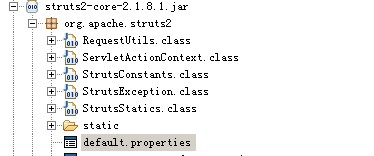 struts2-core-2.1.8.1.jar
org.apache.struts2
RequestUtils.class
ServletActionContext.class
StrutsConstants.class
StrutsException.class
StrutsStatics.class
static
default.properties